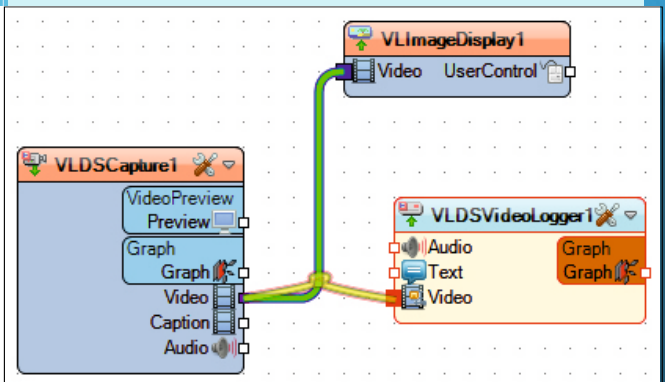 VLImageDisplay1
Video UserControl
VLDSCapture1
VideoPreview
Preview
Graph
Graph
Video
Caption
Audio
VLDSVideoLogger1
Audio Graph
Text Graph
Video